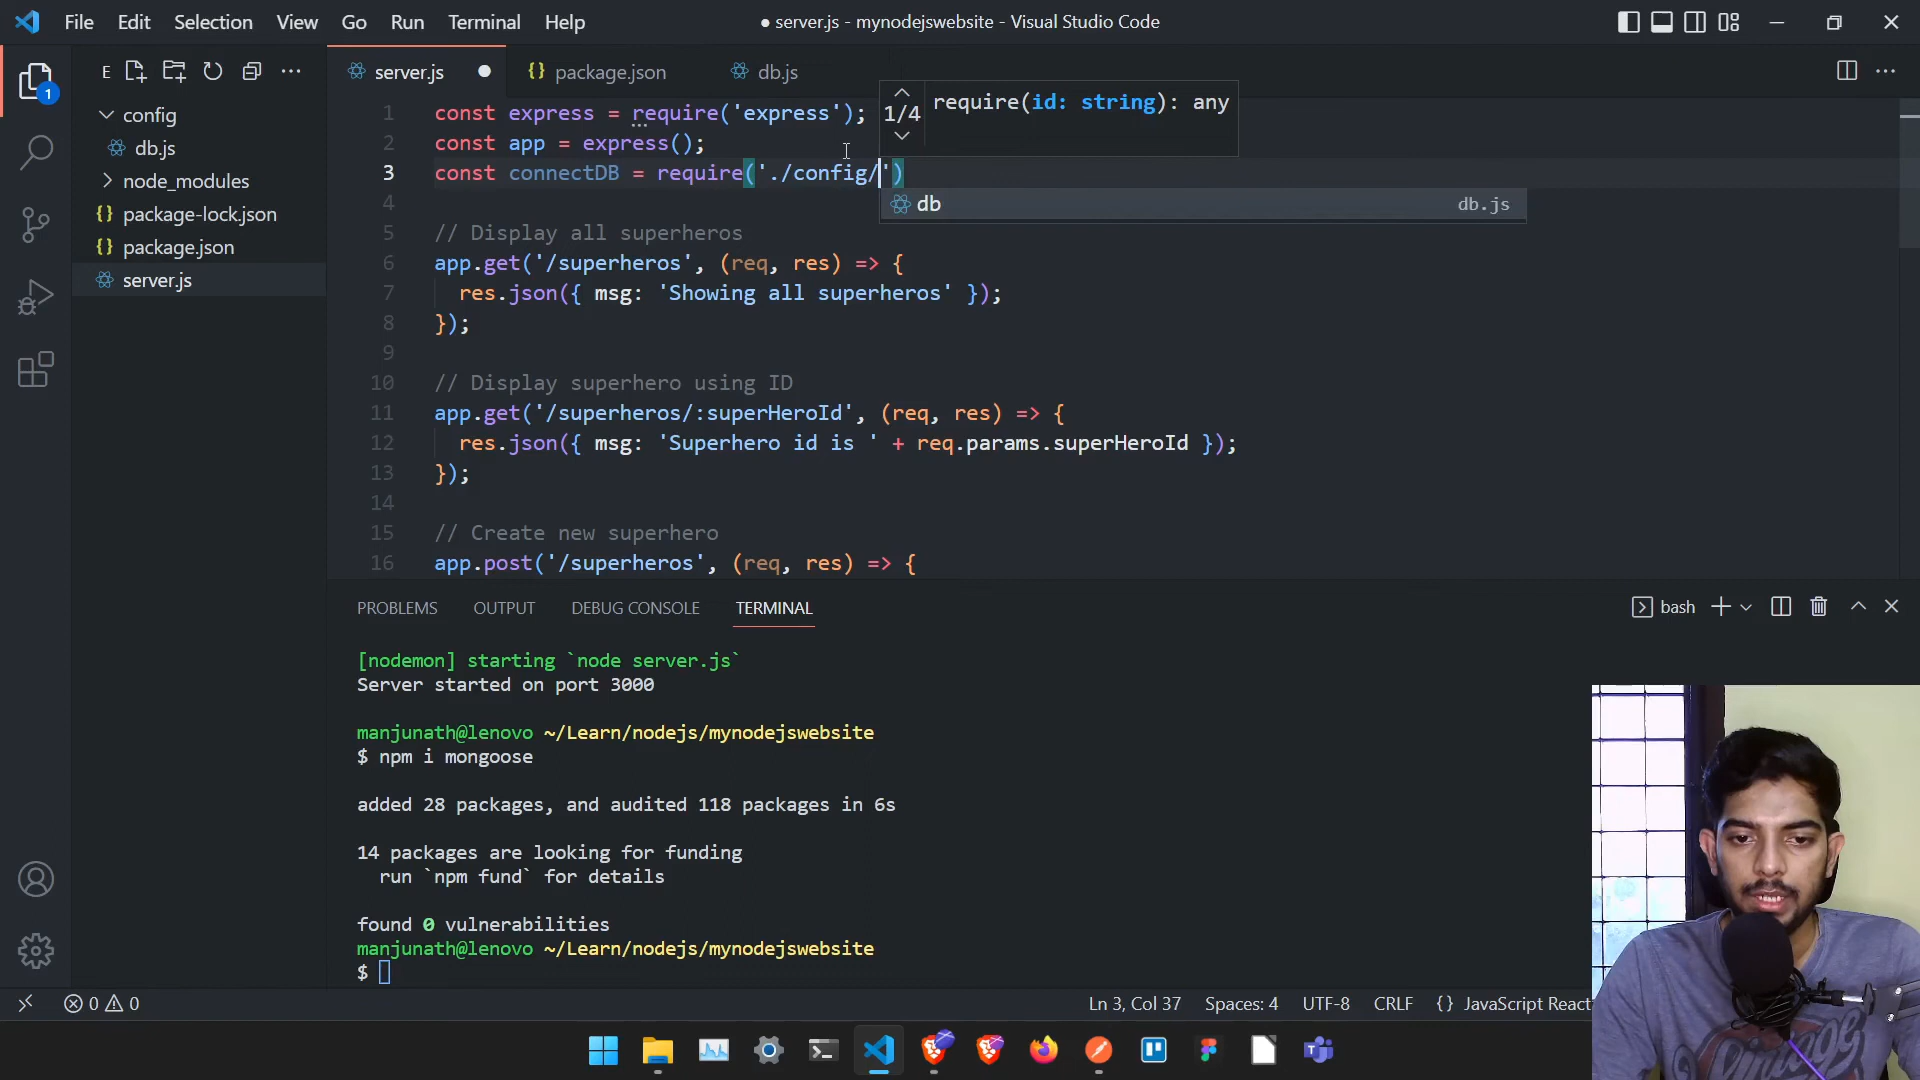 File Edit Selection View Go Run Terminal Help
● server.js - mynodejswebsite - Visual Studio Code
1
E
server.js ●
{} package.json
db.js
config
db.js
node_modules
{} package-lock.json
{} package.json
server.js
1/4
require(id: string): any
1 const express = require('express');
2 const app = express();
3 const connectDB = require('./config/')
db db.js
4
5 // Display all superheros
6 app.get('/superheros', (req, res) => {
7 res.json({ msg: 'Showing all superheros' });
8 });
9
10 // Display superhero using ID
11 app.get('/superheros/:superHeroId', (req, res) => {
12 res.json({ msg: 'Superhero id is ' + req.params.superHeroId });
13 });
14
15 // Create new superhero
16 app.post('/superheros', (req, res) => {
PROBLEMS OUTPUT DEBUG CONSOLE TERMINAL
bash
[nodemon] starting `node server.js`
Server started on port 3000
manjunath@lenovo ~/Learn/nodejs/mynodejswebsite
$ npm i mongoose
added 28 packages, and audited 118 packages in 6s
14 packages are looking for funding
run `npm fund` for details
found 0 vulnerabilities
manjunath@lenovo ~/Learn/nodejs/mynodejswebsite
$
0 0
Ln 3, Col 37 Spaces: 4 UTF-8 CRLF {} JavaScript React